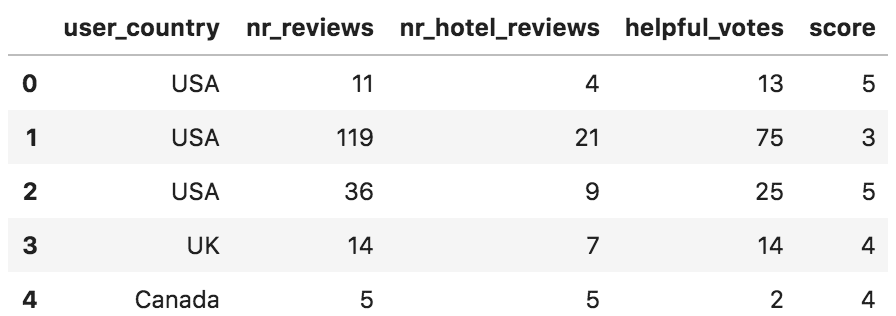 user_country nr_reviews nr_hotel_reviews helpful_votes score
0 USA 11 4 13 5
1 USA 119 21 75 3
2 USA 36 9 25 5
3 UK 14 7 14 4
4 Canada 5 5 2 4